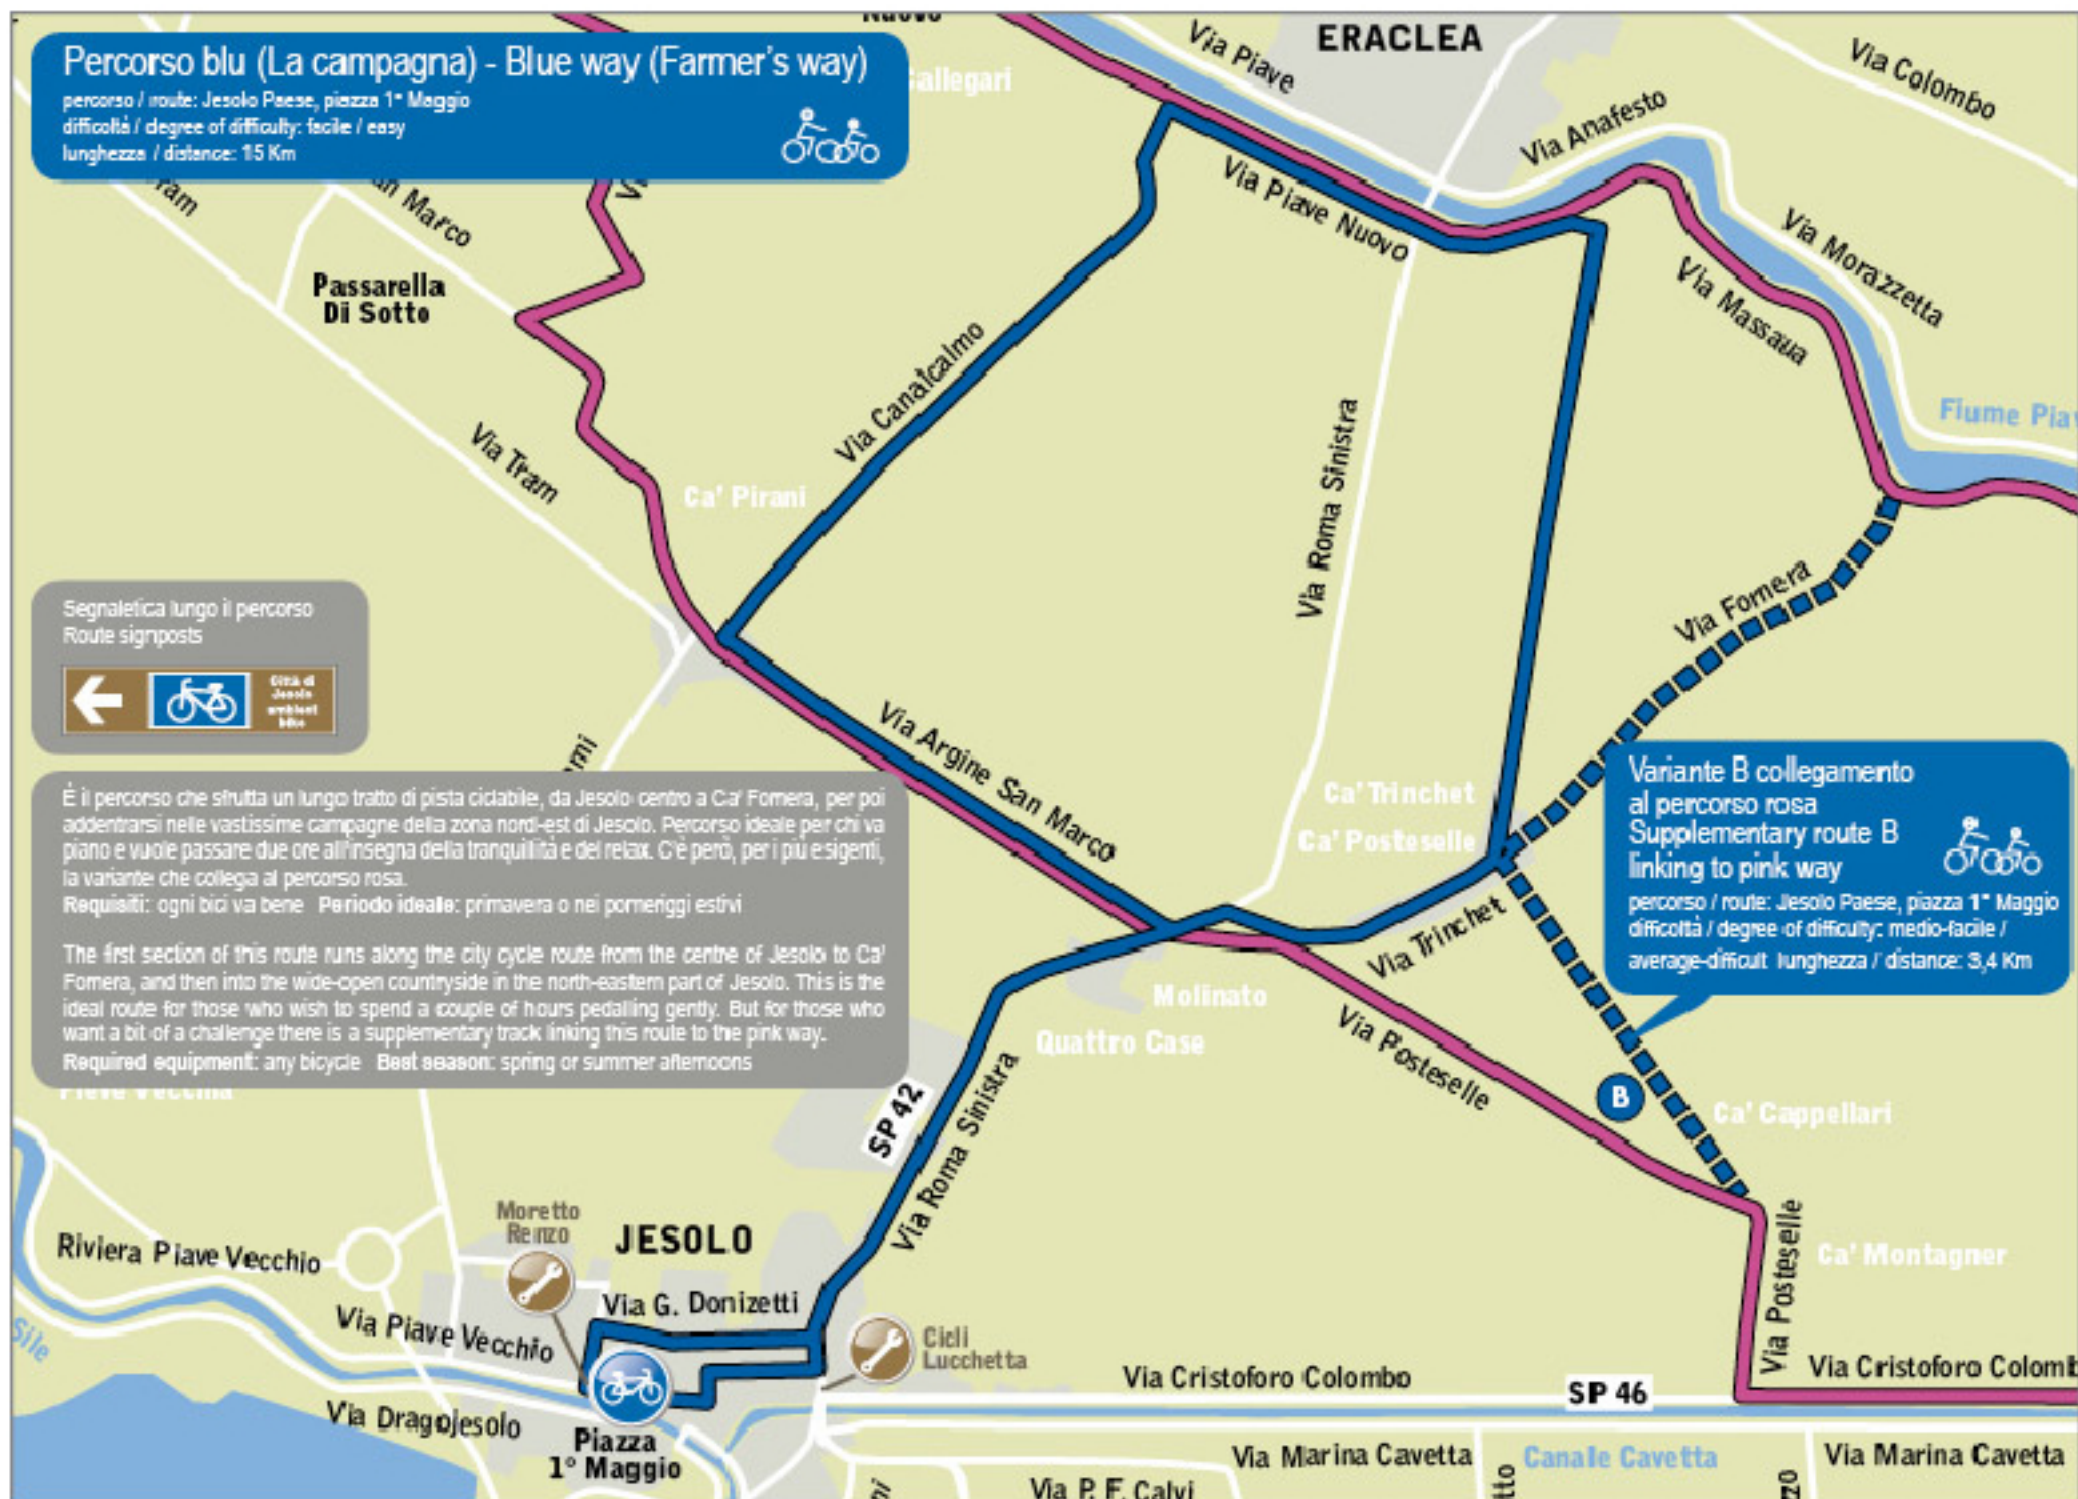 Percorso blu (La campagna) - Blue way (Farmer's way)
percorso / route: Jesolo Paese, piazza 1° Maggio
difficoltà / degree of difficulty: facile / easy
lunghezza / distance: 15 Km
Nuovo
Callegari
ERACLEA
Via Piave
Via Colombo
Via Anafesto
Via Piave Nuovo
Via Morazzetta
Via Massaua
San Marco
Passarella
Di Sotto
Via Canalcalmo
Fiume Piav
Via Tram
Ca' Pirani
Via Roma Sinistra
Via Fornera
Segnaletica lungo il percorso
Route signposts
Città di
Jesolo
ambient
bike
Via Argine San Marco
Ca' Trinchet
Ca' Posteselle
Variante B collegamento
al percorso rosa
Supplementary route B
linking to pink way
percorso / route: Jesolo Paese, piazza 1° Maggio
difficoltà / degree of difficulty: medio-facile /
average-difficult lunghezza / distance: 3,4 Km
È il percorso che sfrutta un lungo tratto di pista ciclabile, da Jesolo centro a Ca' Fornera, per poi
addentrarsi nelle vastissime campagne della zona nord-est di Jesolo. Percorso ideale per chi va
piano e vuole passare due ore all'insegna della tranquillità e del relax. C'è però, per i più esigenti,
la variante che collega al percorso rosa.
Requisiti: ogni bici va bene Periodo ideale: primavera o nei pomeriggi estivi
The first section of this route runs along the city cycle route from the centre of Jesolo to Ca'
Fornera, and then into the wide-open countryside in the north-eastern part of Jesolo. This is the
ideal route for those who wish to spend a couple of hours pedalling gently. But for those who
want a bit of a challenge there is a supplementary track linking this route to the pink way.
Required equipment: any bicycle Best season: spring or summer afternoons
Via Trinchet
Molinato
Quattro Case
Via Posteselle
Pieve Vecchia
SP 42
Via Roma Sinistra
B
Ca' Cappellari
Moretto
Renzo
JESOLO
Riviera Piave Vecchio
Via Posteselle
Ca' Montagner
Via G. Donizetti
Via Piave Vecchio
Sile
Cicli
Lucchetta
Via Cristoforo Colombo
SP 46
Via Cristoforo Colomb
Via Dragojesolo
Piazza
1° Maggio
Via Marina Cavetta
Canale Cavetta
Via Marina Cavetta
Via P. F. Calvi